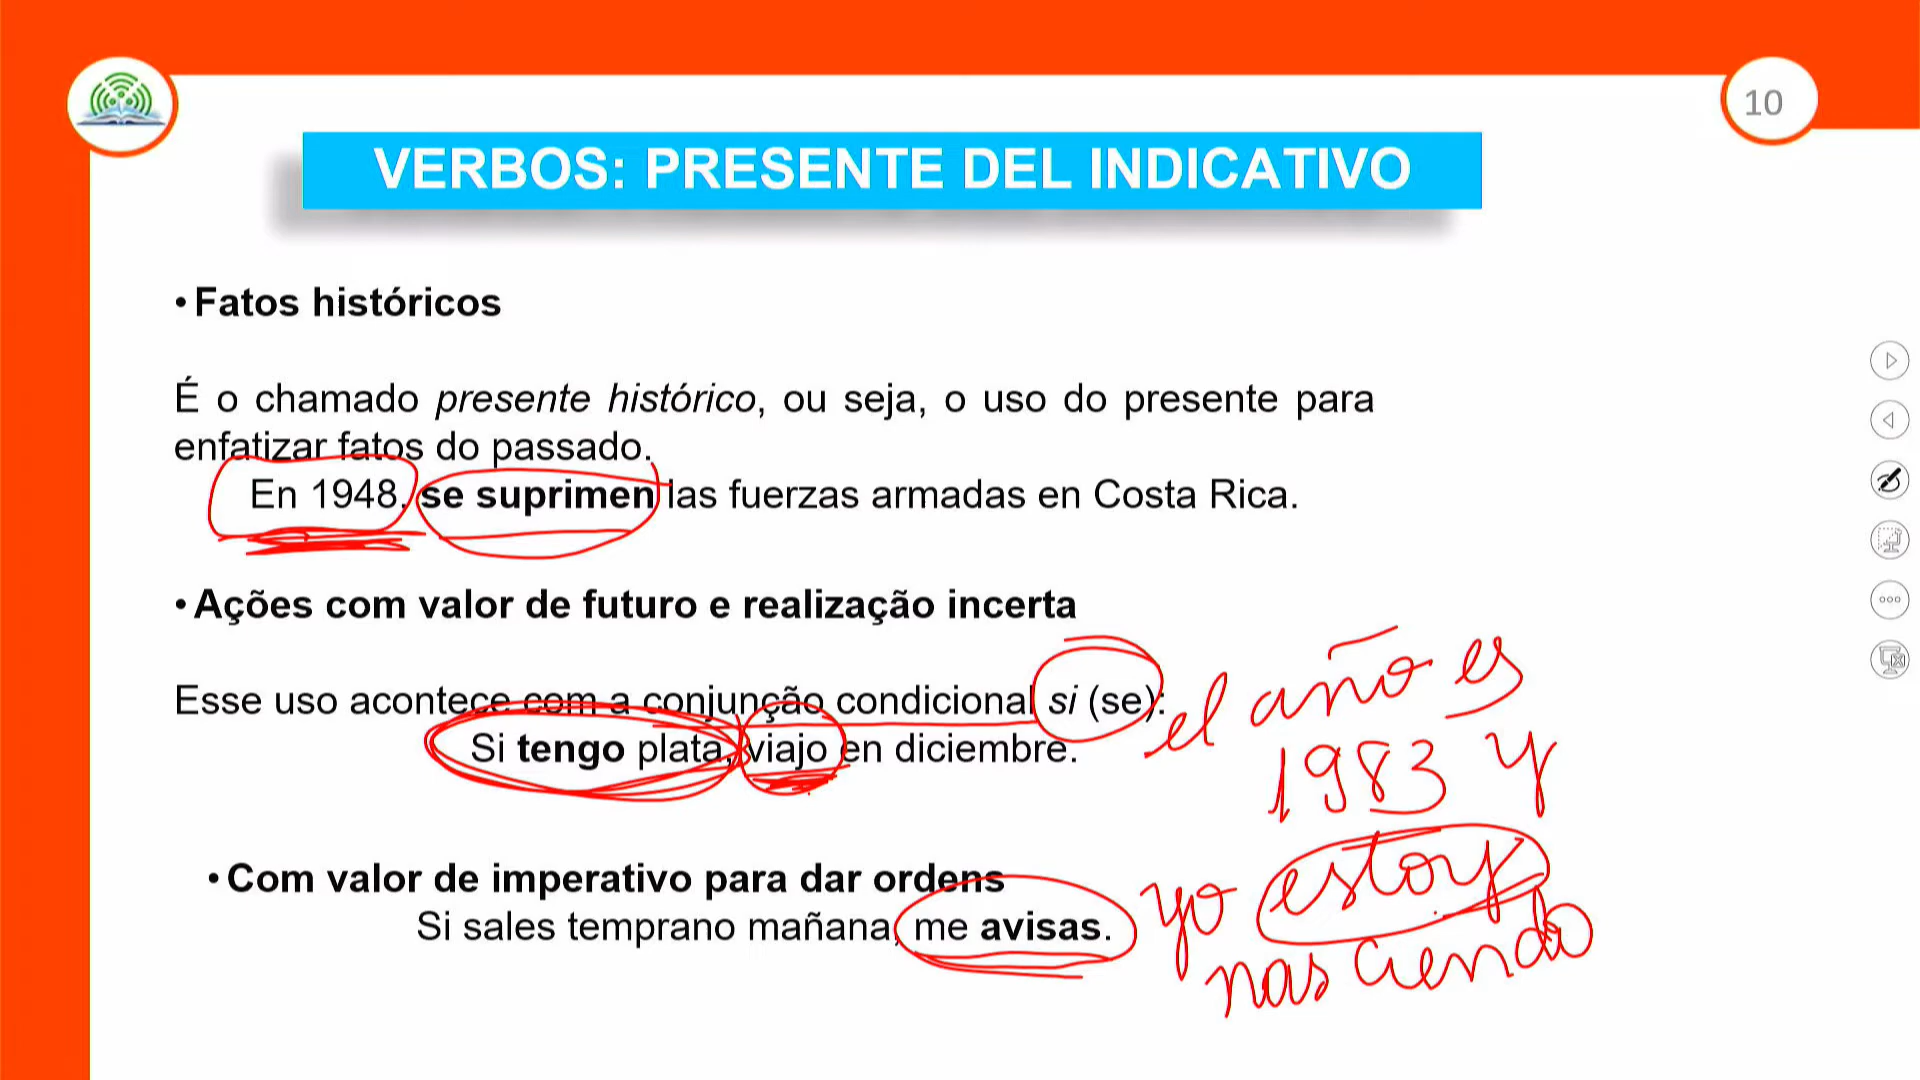 10
VERBOS: PRESENTE DEL INDICATIVO
• Fatos históricos
É o chamado presente histórico, ou seja, o uso do presente para
enfatizar fatos do passado.
En 1948, se suprimen las fuerzas armadas en Costa Rica.
• Ações com valor de futuro e realização incerta
Esse uso acontece com a conjunção condicional si (se):
Si tengo plata, viajo en diciembre.
• Com valor de imperativo para dar ordens
Si sales temprano mañana, me avisas.
el año es
1983 y
yo estoy
nasciendo